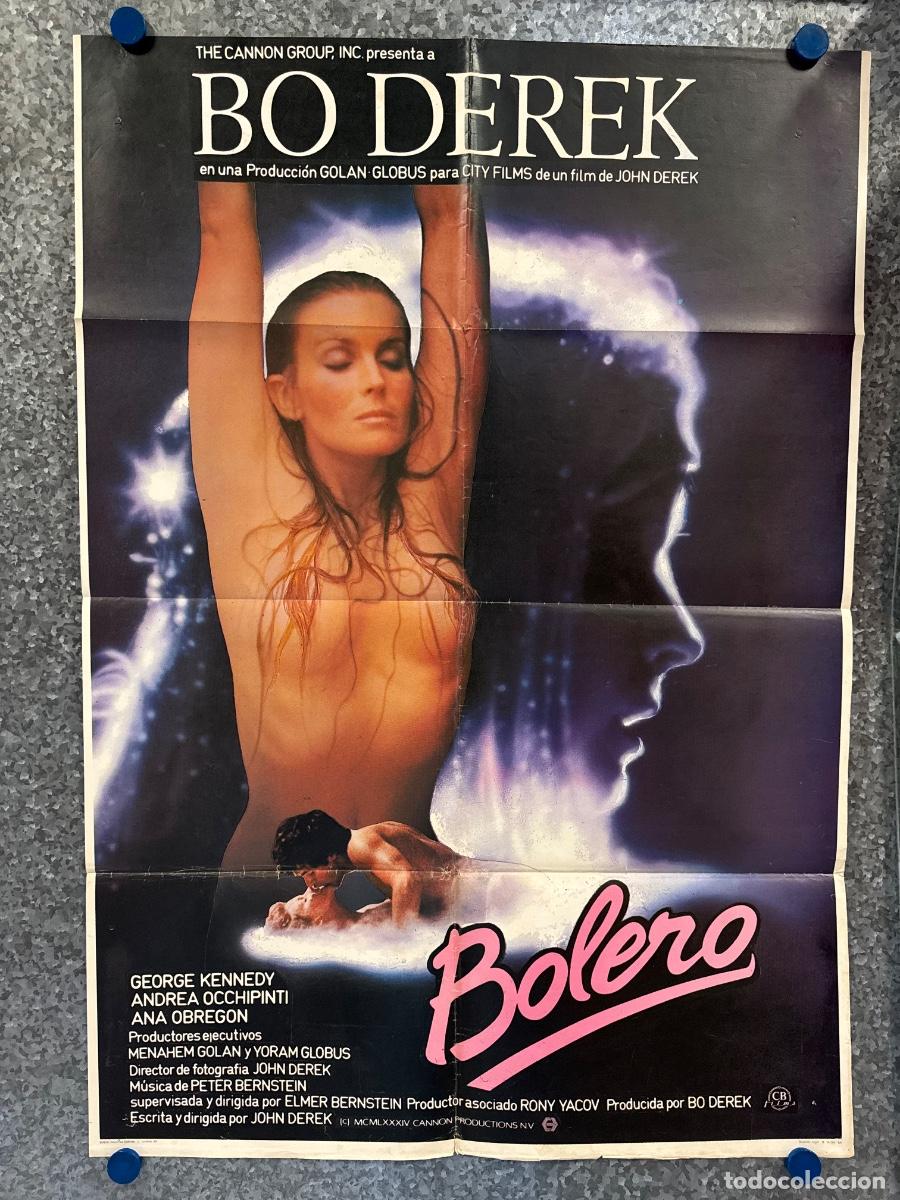 THE CANNON GROUP, INC. presenta a
BO DEREK
en una Producción GOLAN-GLOBUS para CITY FILMS de un film de JOHN DEREK
Bolero
GEORGE KENNEDY
ANDREA OCCHIPINTI
ANA OBREGON
Productores ejecutivos
MENAHEM GOLAN y YORAM GLOBUS
Director de fotografia JOHN DEREK
Música de PETER BERNSTEIN
supervisada y dirigida por ELMER BERNSTEIN Productor asociado RONY YACOV Producida por BO DEREK
Escrita y dirigida por JOHN DEREK (C) MCMLXXXIV CANNON PRODUCTIONS N.V
CB
films
todocoleccion